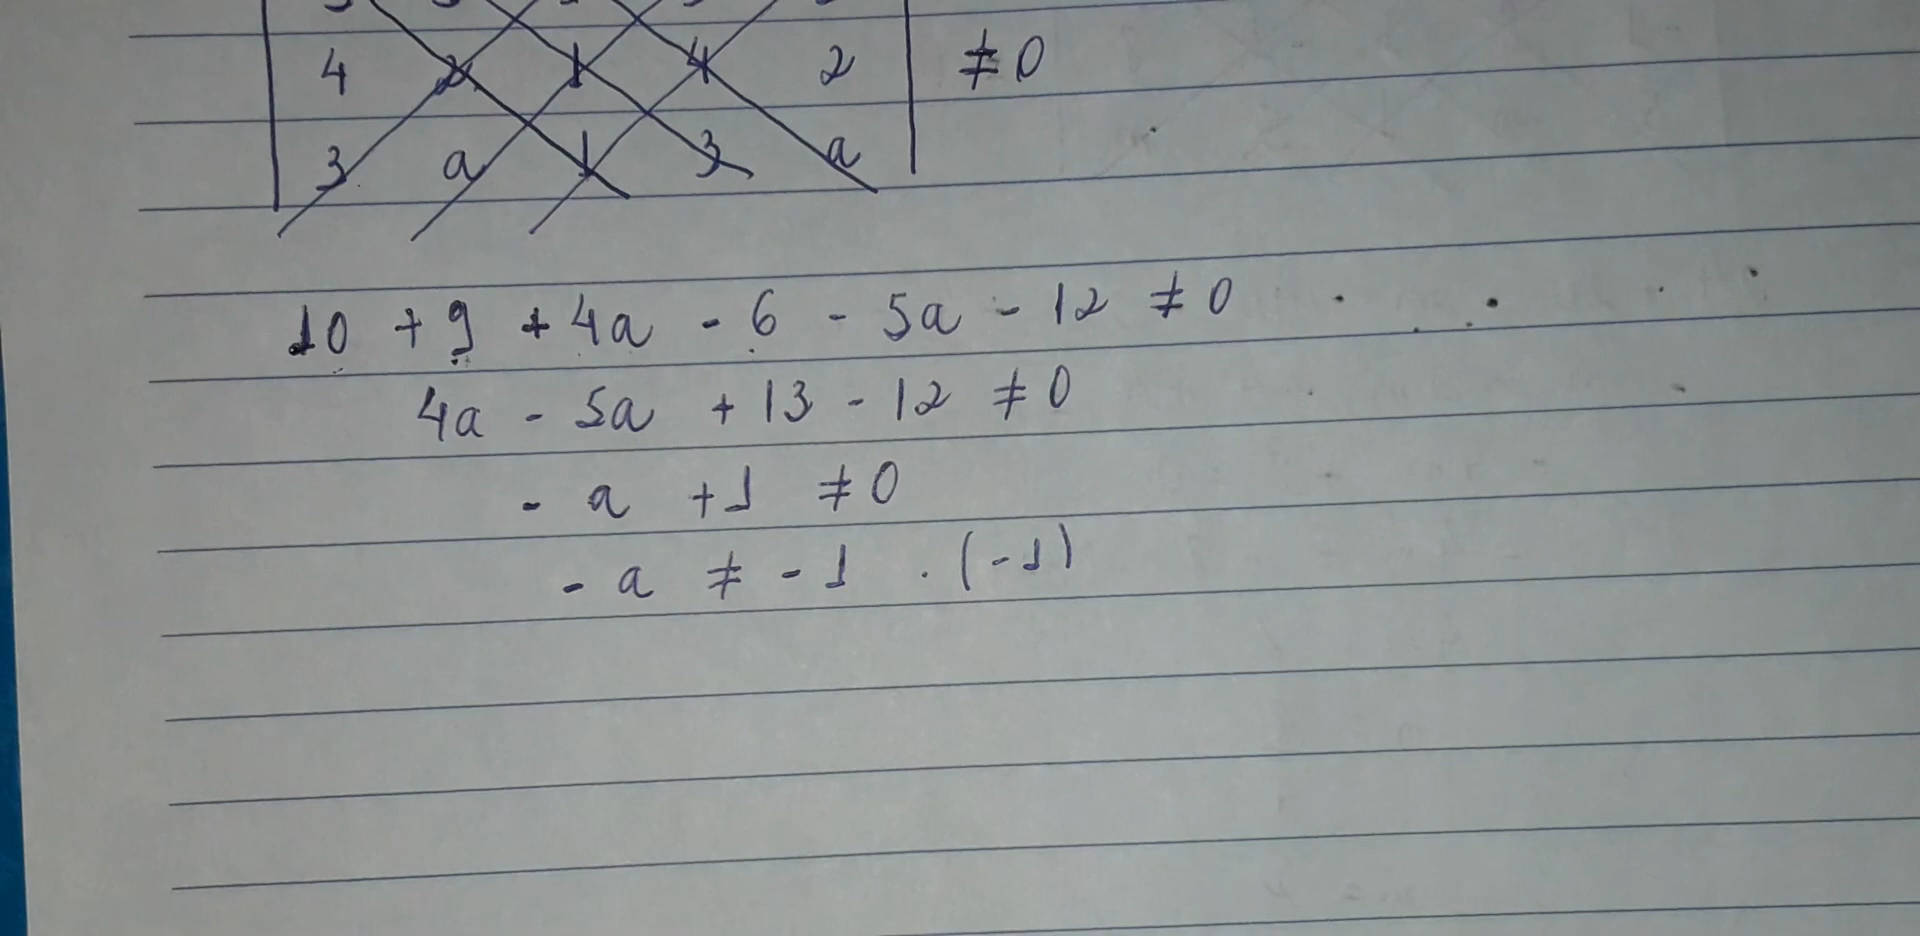 4 2 1 4 2 ≠ 0
3 a 1 3 a
10 + 9 + 4a - 6 - 5a - 12 ≠ 0
4a - 5a + 13 - 12 ≠ 0
- a + 1 ≠ 0
- a ≠ - 1 . (-1)